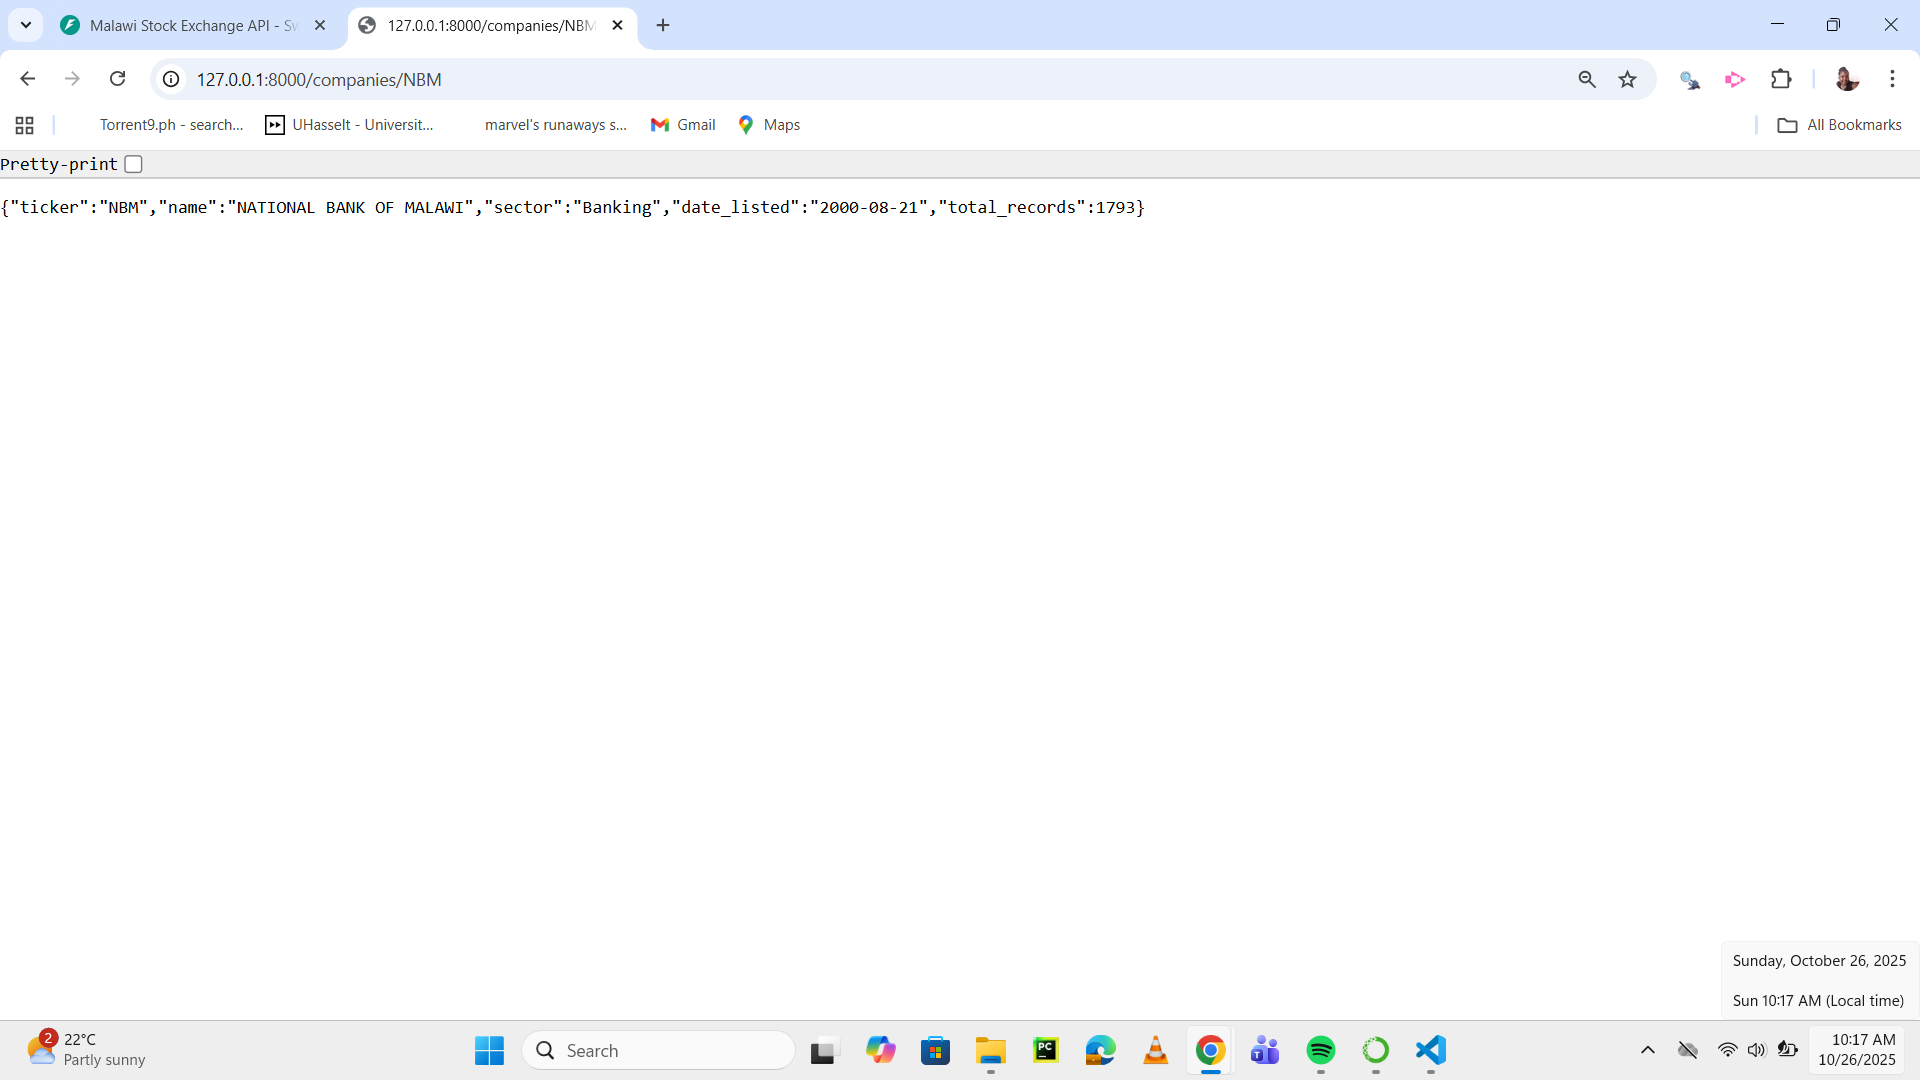 Malawi Stock Exchange API - Sw
127.0.0.1:8000/companies/NBM
127.0.0.1:8000/companies/NBM
Torrent9.ph - search...
UHasselt - Universit...
marvel's runaways s...
Gmail
Maps
All Bookmarks
Pretty-print
{"ticker":"NBM","name":"NATIONAL BANK OF MALAWI","sector":"Banking","date_listed":"2000-08-21","total_records":1793}
Sunday, October 26, 2025
Sun 10:17 AM (Local time)
2
22°C
Partly sunny
Search
PC
T
10:17 AM
10/26/2025